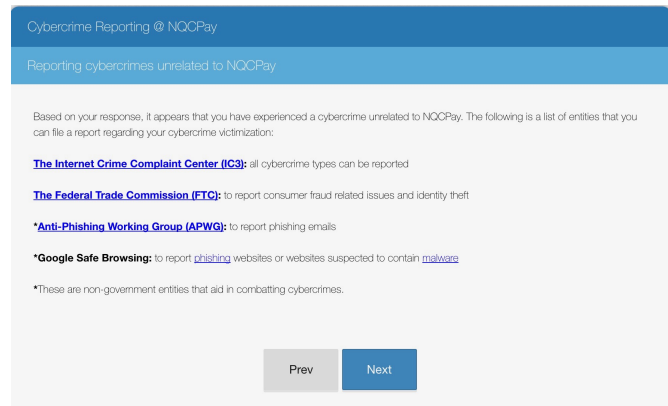 Cybercrime Reporting @ NQCPay
Reporting cybercrimes unrelated to NQCPay
Based on your response, it appears that you have experienced a cybercrime unrelated to NQCPay. The following is a list of entities that you
can file a report regarding your cybercrime victimization:
The Internet Crime Complaint Center (IC3): all cybercrime types can be reported
The Federal Trade Commission (FTC): to report consumer fraud related issues and identity theft
*Anti-Phishing Working Group (APWG): to report phishing emails
*Google Safe Browsing: to report phishing websites or websites suspected to contain malware
*These are non-government entities that aid in combatting cybercrimes.
Prev Next